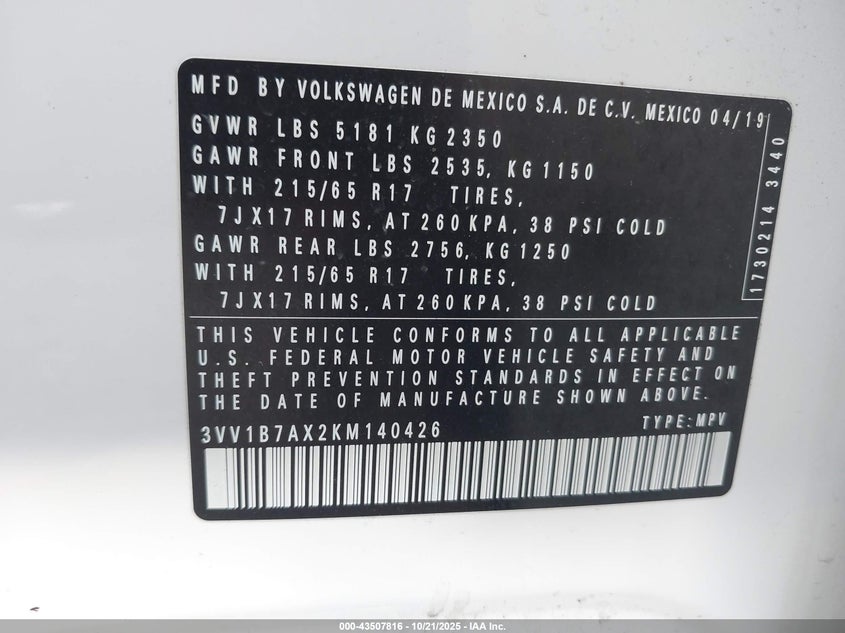 MFD BY VOLKSWAGEN DE MEXICO S.A. DE C.V. MEXICO 04/19
GVWR LBS 5181 KG 2350
GAWR FRONT LBS 2535, KG 1150
WITH 215/65 R17 TIRES,
7JX17 RIMS, AT 260 KPA, 38 PSI COLD
GAWR REAR LBS 2756, KG 1250
WITH 215/65 R17 TIRES,
7JX17 RIMS, AT 260 KPA, 38 PSI COLD
1730214 3440
THIS VEHICLE CONFORMS TO ALL APPLICABLE
U.S. FEDERAL MOTOR VEHICLE SAFETY AND
THEFT PREVENTION STANDARDS IN EFFECT ON
THE DATE OF MANUFACTURE SHOWN ABOVE.
3VV1B7AX2KM140426 TYPE: MPV
000-43507816 - 10/21/2025 - IAA Inc.